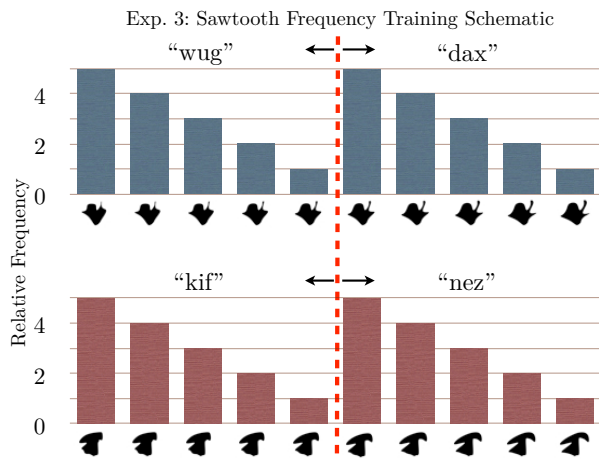 Exp. 3: Sawtooth Frequency Training Schematic
“wug” “dax”
4
2
0
Relative Frequency
“kif” “nez”
4
2
0